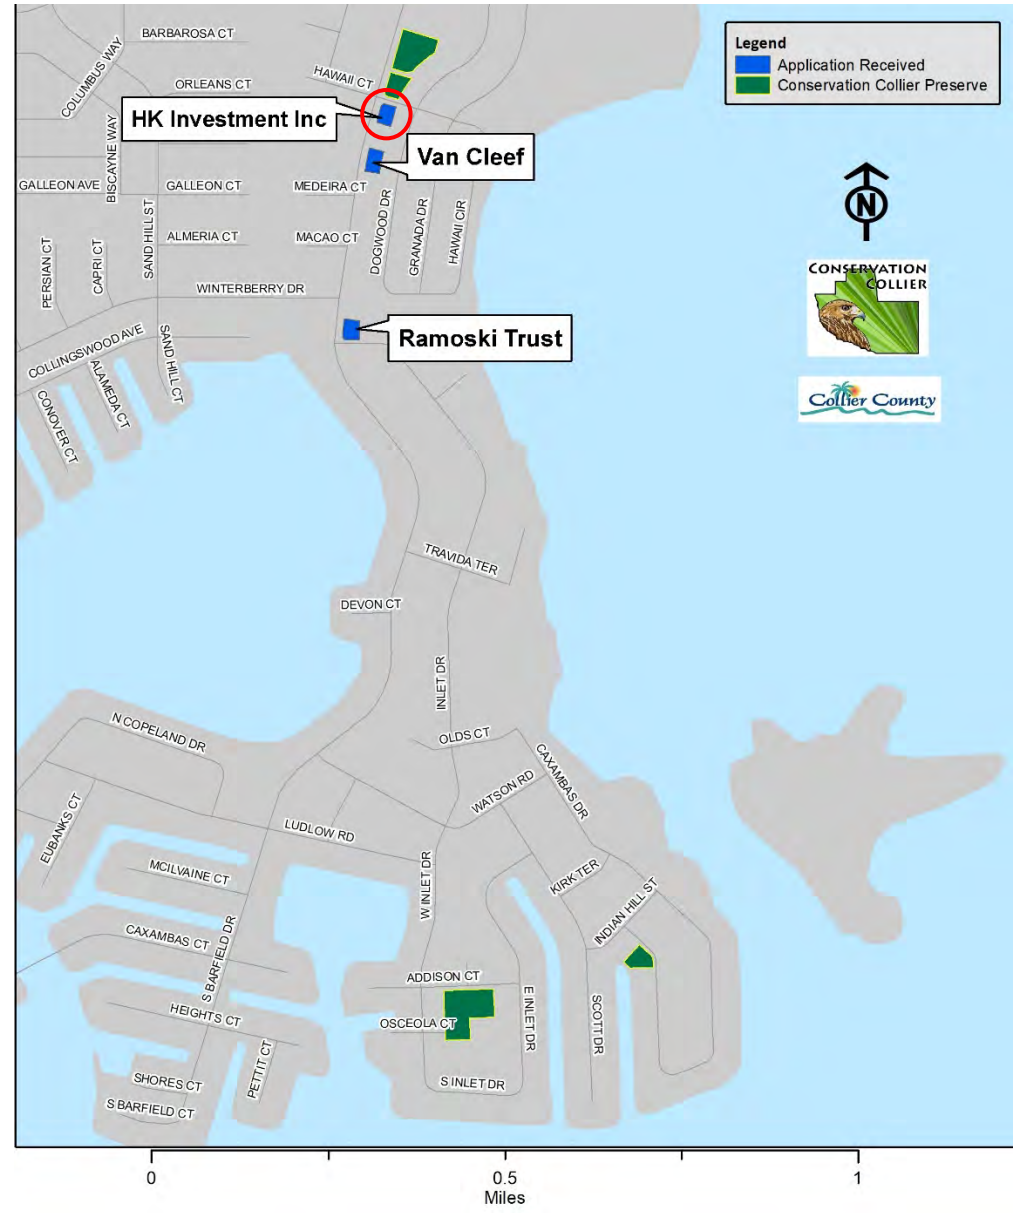 BARBAROSA CT
COLUMBUS WAY
ORLEANS CT
HAWAII CT
HK Investment Inc
Van Cleef
BISCAYNE WAY
GALLEON AVE
GALLEON CT
MEDEIRA CT
SAND HILL ST
DOGWOOD DR
GRANADA DR
HAWAII CIR
ALMERIA CT
MACAO CT
PERSIAN CT
CAPRI CT
WINTERBERRY DR
COLLINGSWOOD AVE
SAND HILL CT
Ramoski Trust
ALAMEDA CT
CONOVER CT
TRAVIDA TER
DEVON CT
INLET DR
N COPELAND DR
OLDS CT
CAXAMBAS DR
WATSON RD
EUBANKS CT
LUDLOW RD
MCILVAINE CT
W INLET DR
KIRK TER
INDIAN HILL ST
CAXAMBAS CT
S BARFIELD DR
ADDISON CT
E INLET DR
SCOTT DR
HEIGHTS CT
OSCEOLA CT
PETTIT CT
SHORES CT
S INLET DR
S BARFIELD CT
Legend
Application Received
Conservation Collier Preserve
N
CONSERVATION
COLLIER
Collier County
0
0.5
1
Miles